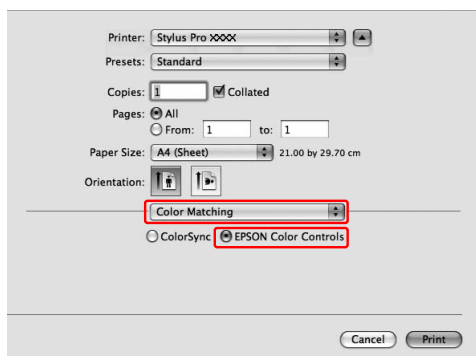 Printer: Stylus Pro XXXX
Presets: Standard
Copies: 1 Collated
Pages: All
From: 1 to: 1
Paper Size: A4 (Sheet) 21.00 by 29.70 cm
Orientation:
Color Matching
ColorSync EPSON Color Controls
Cancel Print